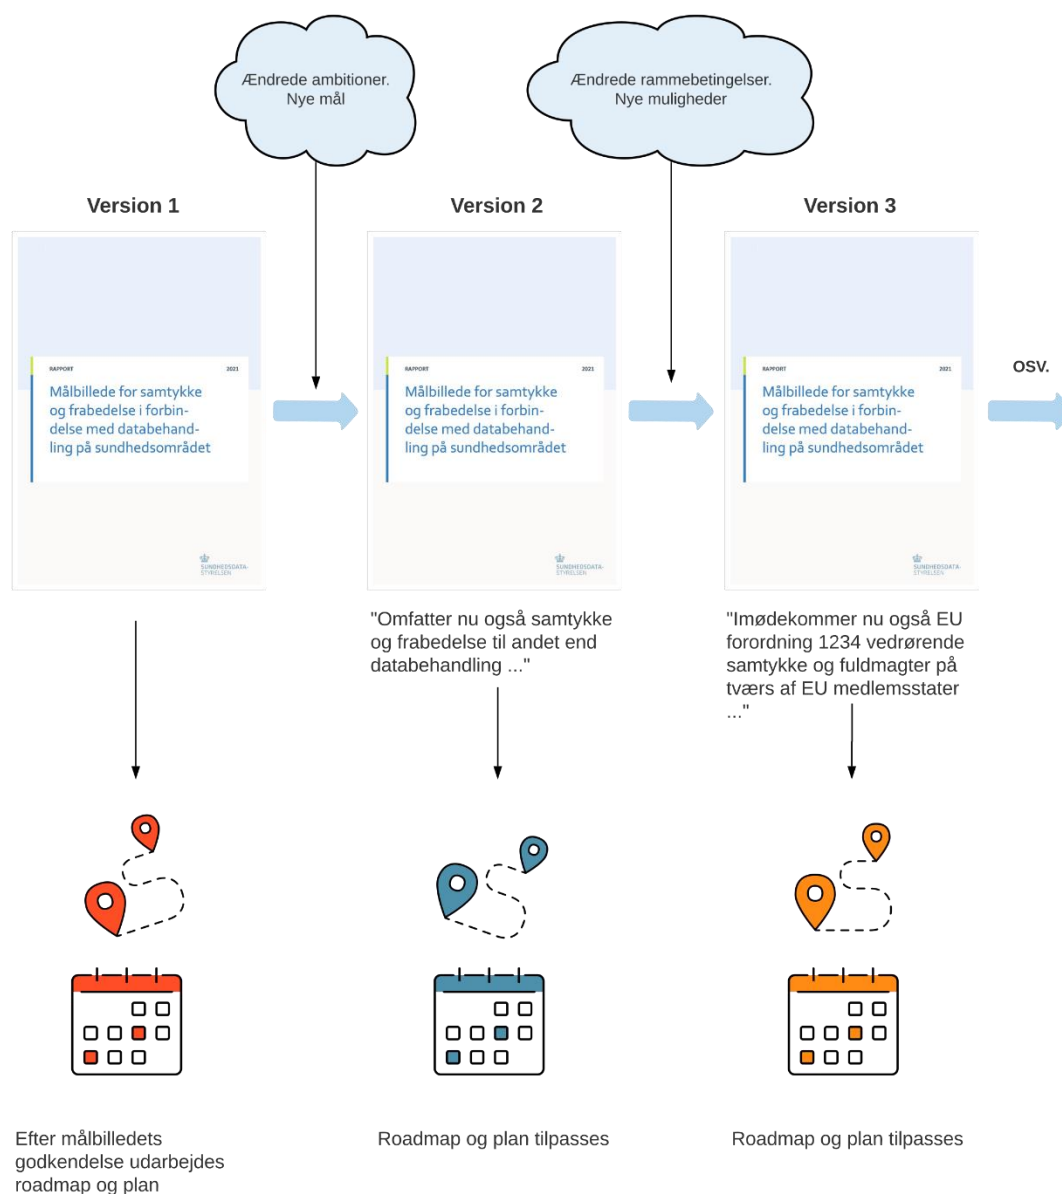 Ændrede ambitioner.
Nye mål
Ændrede rammebetingelser.
Nye muligheder
Version 1
Version 2
Version 3
RAPPORT 2021
Målbillede for samtykke
og frabedelse i forbin-
delse med databehand-
ling på sundhedsområdet
SUNDHEDSDATA-
STYRELSEN
RAPPORT 2021
Målbillede for samtykke
og frabedelse i forbin-
delse med databehand-
ling på sundhedsområdet
SUNDHEDSDATA-
STYRELSEN
RAPPORT 2021
Målbillede for samtykke
og frabedelse i forbin-
delse med databehand-
ling på sundhedsområdet
SUNDHEDSDATA-
STYRELSEN
OSV.
"Omfatter nu også samtykke
og frabedelse til andet end
databehandling ..."
"Imødekommer nu også EU
forordning 1234 vedrørende
samtykke og fuldmagter på
tværs af EU medlemsstater
..."
Efter målbilledets
godkendelse udarbejdes
roadmap og plan
Roadmap og plan tilpasses
Roadmap og plan tilpasses